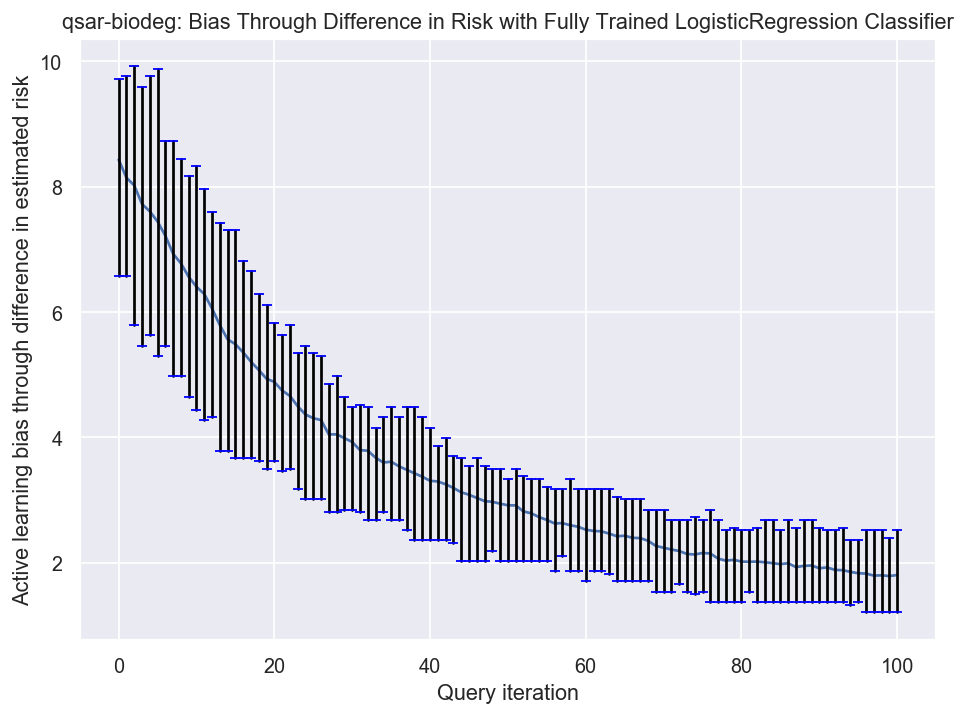 qsar-biodeg: Bias Through Difference in Risk with Fully Trained LogisticRegression Classifier
Active learning bias through difference in estimated risk
10
8
6
4
2
0 20 40 60 80 100
Query iteration